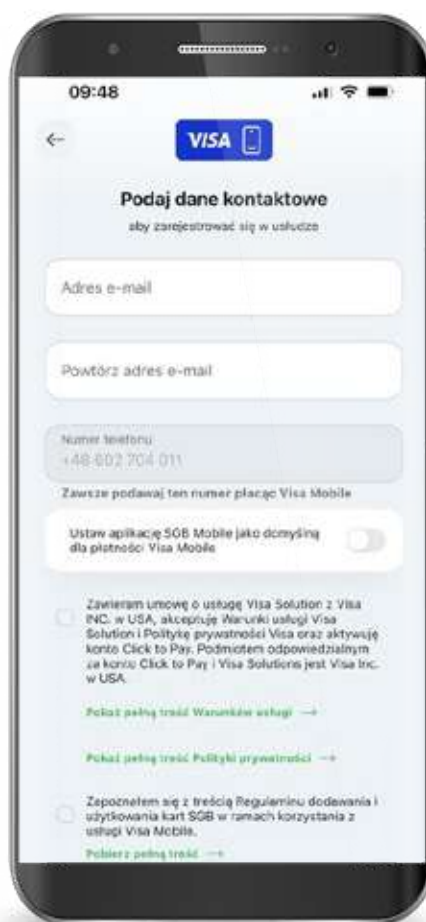 09:48
VISA
Podaj dane kontaktowe
aby zarejestrować się w usłudze
Adres e-mail
Powtórz adres e-mail
Numer telefonu
+48 602 704 011
Zawsze podawaj ten numer płacąc Visa Mobile
Ustaw aplikację SGB Mobile jako domyślną
dla płatności Visa Mobile
Zawieram umowę o usługę Visa Solution z Visa
INC. w USA, akceptuję Warunki usługi Visa
Solution i Politykę prywatności Visa oraz aktywuję
konto Click to Pay. Podmiotem odpowiedzialnym
za konto Click to Pay i Visa Solutions jest Visa Inc.
w USA.
Pokaż pełną treść Warunków usługi →
Pokaż pełną treść Polityki prywatności →
Zapoznałem się z treścią Regulaminu dodawania i
użytkowania kart SGB w ramach korzystania z
usługi Visa Mobile.
Pobierz pełną treść →